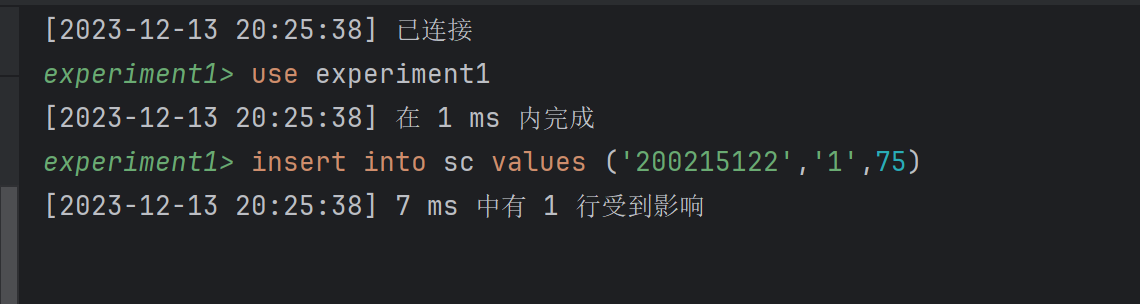 [2023-12-13 20:25:38] 已连接
experiment1> use experiment1
[2023-12-13 20:25:38] 在 1 ms 内完成
experiment1> insert into sc values ('200215122','1',75)
[2023-12-13 20:25:38] 7 ms 中有 1 行受到影响